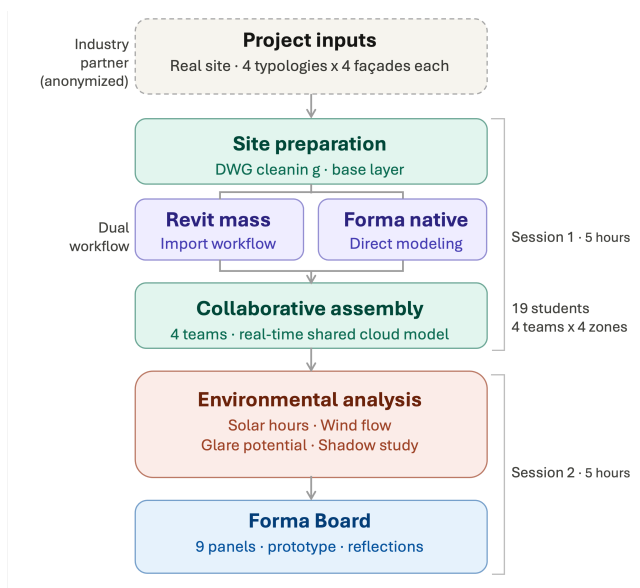 Project inputs
Real site · 4 typologies x 4 façades each
Industry
partner
(anonymized)
Site preparation
DWG cleanin g · base layer
Dual
workflow
Revit mass
Import workflow
Forma native
Direct modeling
Session 1 · 5 hours
Collaborative assembly
4 teams · real-time shared cloud model
19 students
4 teams x 4 zones
Environmental analysis
Solar hours · Wind flow
Glare potential · Shadow study
Session 2 · 5 hours
Forma Board
9 panels · prototype · reflections